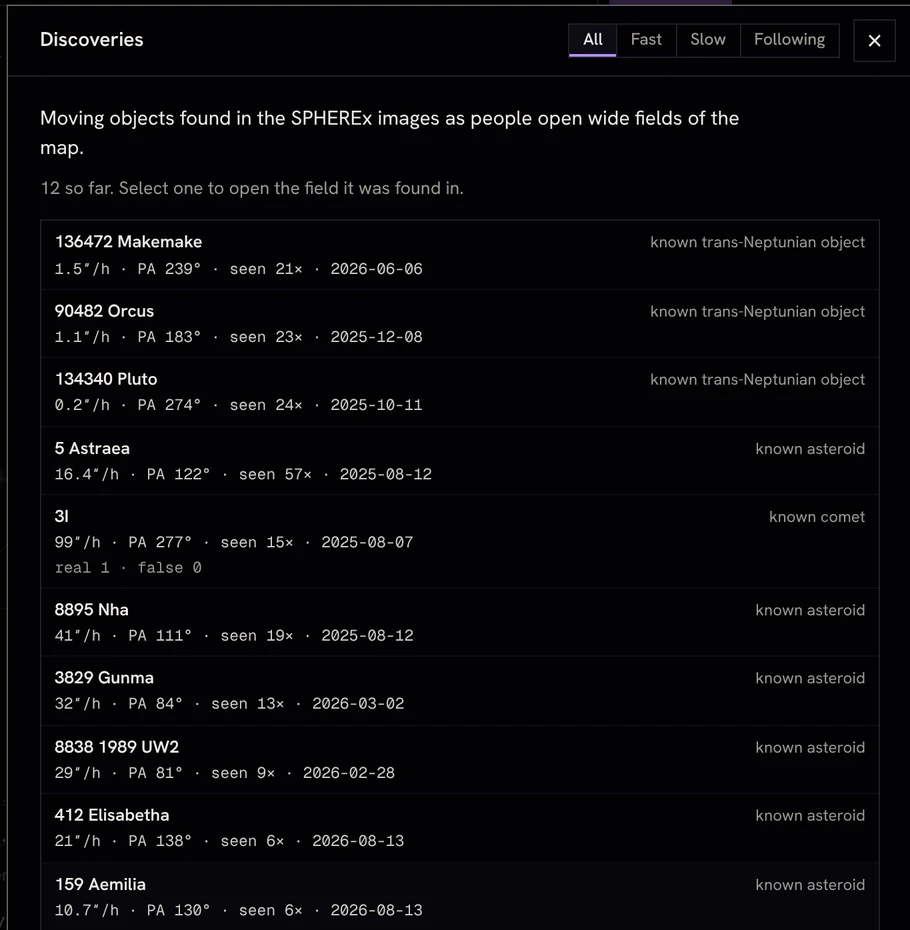 Discoveries
All
Fast
Slow
Following
Moving objects found in the SPHEREx images as people open wide fields of the
map.
12 so far. Select one to open the field it was found in.
136472 Makemake
known trans-Neptunian object
1.5″/h · PA 239° · seen 21× · 2026-06-06
90482 Orcus
known trans-Neptunian object
1.1″/h · PA 183° · seen 23× · 2025-12-08
134340 Pluto
known trans-Neptunian object
0.2″/h · PA 274° · seen 24× · 2025-10-11
5 Astraea
known asteroid
16.4″/h · PA 122° · seen 57× · 2025-08-12
3I
known comet
99″/h · PA 277° · seen 15× · 2025-08-07
real 1 · false 0
8895 Nha
known asteroid
41″/h · PA 111° · seen 19× · 2025-08-12
3829 Gunma
known asteroid
32″/h · PA 84° · seen 13× · 2026-03-02
8838 1989 UW2
known asteroid
29″/h · PA 81° · seen 9× · 2026-02-28
412 Elisabetha
known asteroid
21″/h · PA 138° · seen 6× · 2026-08-13
159 Aemilia
known asteroid
10.7″/h · PA 130° · seen 6× · 2026-08-13